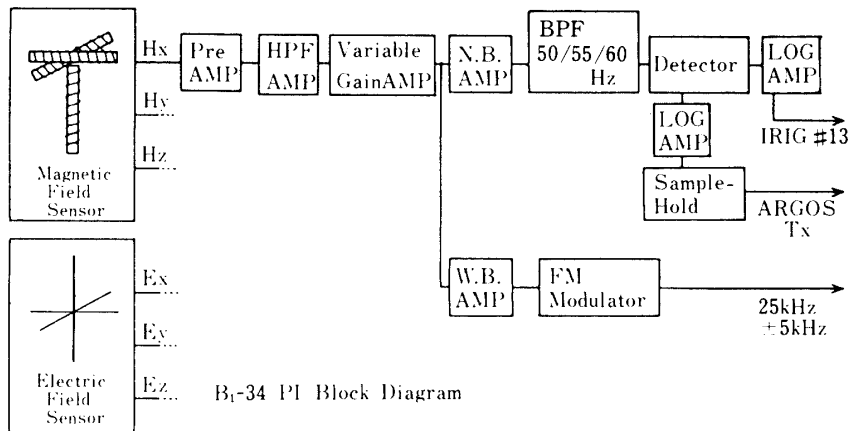 Magnetic
Field
Sensor
Hx
Hy
Hz
Pre
AMP
HPF
AMP
Variable
GainAMP
N.B.
AMP
BPF
50/55/60
Hz
Detector
LOG
AMP
IRIG #13
LOG
AMP
Sample-
Hold
ARGOS
Tx
W.B.
AMP
FM
Modulator
25kHz
±5kHz
Electric
Field
Sensor
Ex
Ey
Ez
B₁-34 PI Block Diagram